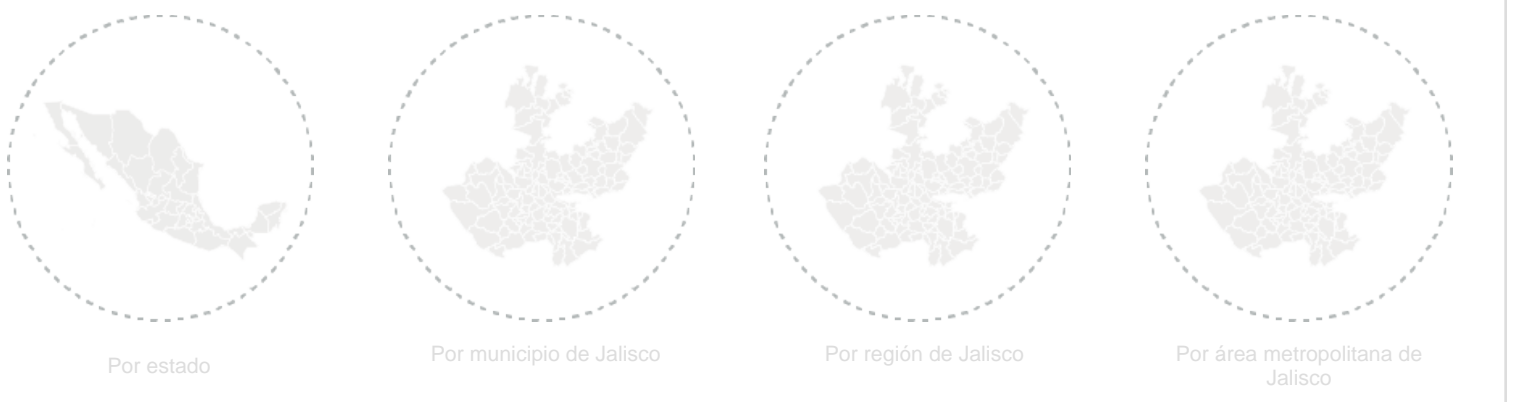 Por estado
Por municipio de Jalisco
Por región de Jalisco
Por área metropolitana de
Jalisco